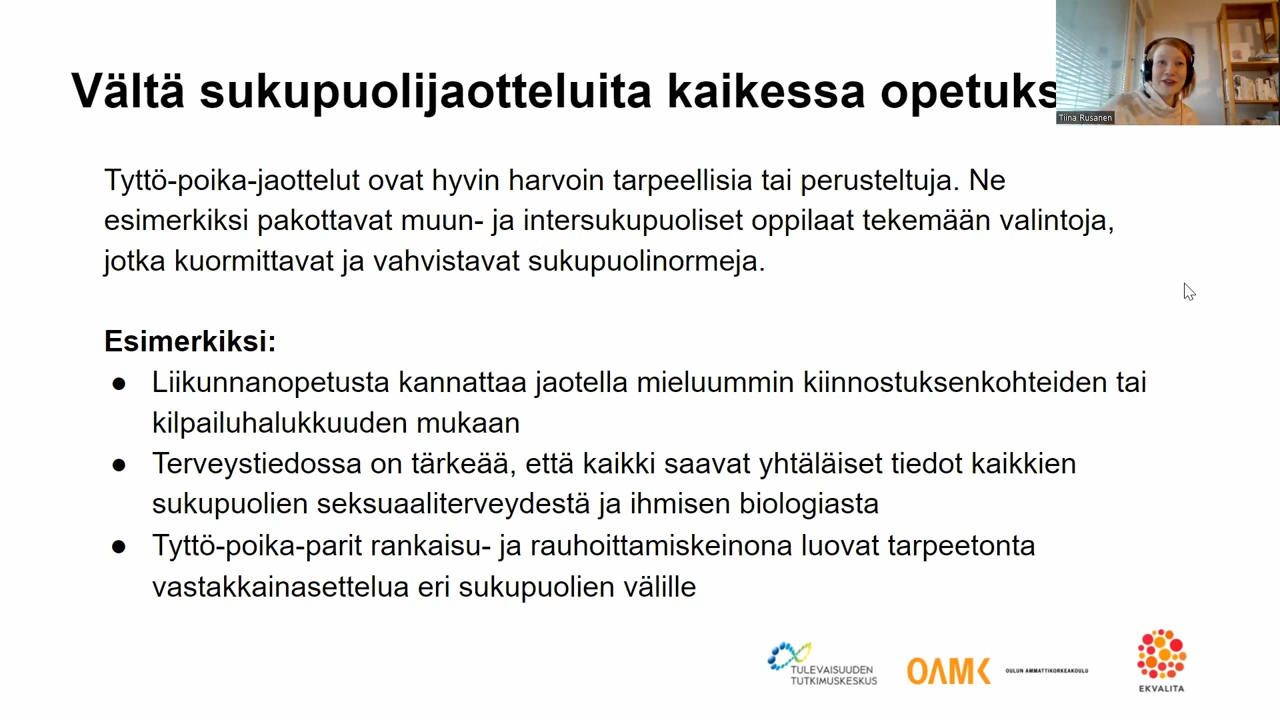 Vältä sukupuolijaotteluita kaikessa opetuks
Tiina Rusanen
Tyttö-poika-jaottelut ovat hyvin harvoin tarpeellisia tai perusteltuja. Ne
esimerkiksi pakottavat muun- ja intersukupuoliset oppilaat tekemään valintoja,
jotka kuormittavat ja vahvistavat sukupuolinormeja.
Esimerkiksi:
● Liikunnanopetusta kannattaa jaotella mieluummin kiinnostuksenkohteiden tai
kilpailuhalukkuuden mukaan
● Terveystiedossa on tärkeää, että kaikki saavat yhtäläiset tiedot kaikkien
sukupuolien seksuaaliterveydestä ja ihmisen biologiasta
● Tyttö-poika-parit rankaisu- ja rauhoittamiskeinona luovat tarpeetonta
vastakkainasettelua eri sukupuolien välille
TULEVAISUUDEN
TUTKIMUSKESKUS
OAMK
OULUN AMMATTIKORKEAKOULU
EKVALITA